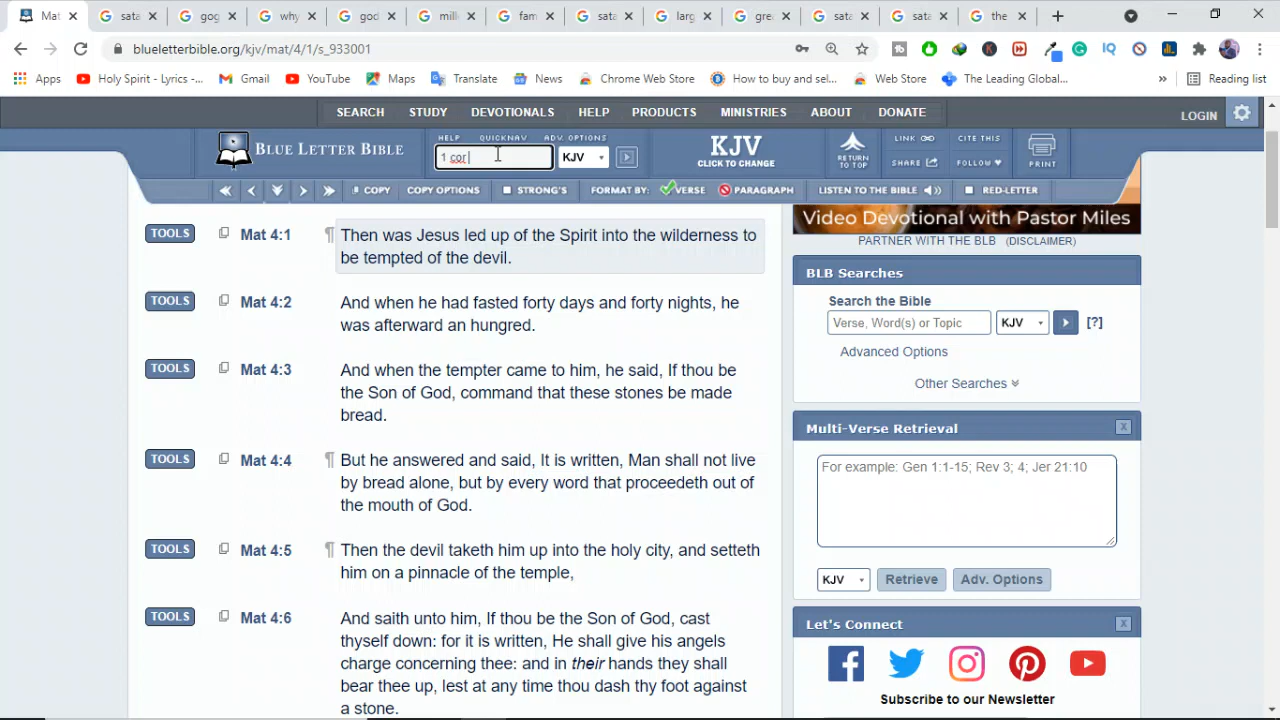 Mat
sata
gog
why
god
mill
fam
sata
larg
grea
sata
sata
the
blueletterbible.org/kjv/mat/4/1/s_933001
Apps
Holy Spirit - Lyrics -...
Gmail
YouTube
Maps
Translate
News
Chrome Web Store
How to buy and sel...
Web Store
The Leading Global...
»
Reading list
SEARCH
STUDY
DEVOTIONALS
HELP
PRODUCTS
MINISTRIES
ABOUT
DONATE
LOGIN
BLUE LETTER BIBLE
HELP
QUICKNAV
ADV. OPTIONS
1 cor
KJV
KJV
CLICK TO CHANGE
RETURN
TO TOP
LINK
CITE THIS
SHARE
FOLLOW
PRINT
COPY
COPY OPTIONS
STRONG'S
FORMAT BY:
VERSE
PARAGRAPH
LISTEN TO THE BIBLE
RED-LETTER
TOOLS
Mat 4:1
¶ Then was Jesus led up of the Spirit into the wilderness to
be tempted of the devil.
TOOLS
Mat 4:2
And when he had fasted forty days and forty nights, he
was afterward an hungred.
TOOLS
Mat 4:3
And when the tempter came to him, he said, If thou be
the Son of God, command that these stones be made
bread.
TOOLS
Mat 4:4
¶ But he answered and said, It is written, Man shall not live
by bread alone, but by every word that proceedeth out of
the mouth of God.
TOOLS
Mat 4:5
¶ Then the devil taketh him up into the holy city, and setteth
him on a pinnacle of the temple,
TOOLS
Mat 4:6
And saith unto him, If thou be the Son of God, cast
thyself down: for it is written, He shall give his angels
charge concerning thee: and in their hands they shall
bear thee up, lest at any time thou dash thy foot against
a stone.
Video Devotional with Pastor Miles
PARTNER WITH THE BLB (DISCLAIMER)
BLB Searches
Search the Bible
Verse, Word(s) or Topic
KJV
[?]
Advanced Options
Other Searches
Multi-Verse Retrieval
X
For example: Gen 1:1-15; Rev 3; 4; Jer 21:10
KJV
Retrieve
Adv. Options
Let's Connect
X
Subscribe to our Newsletter